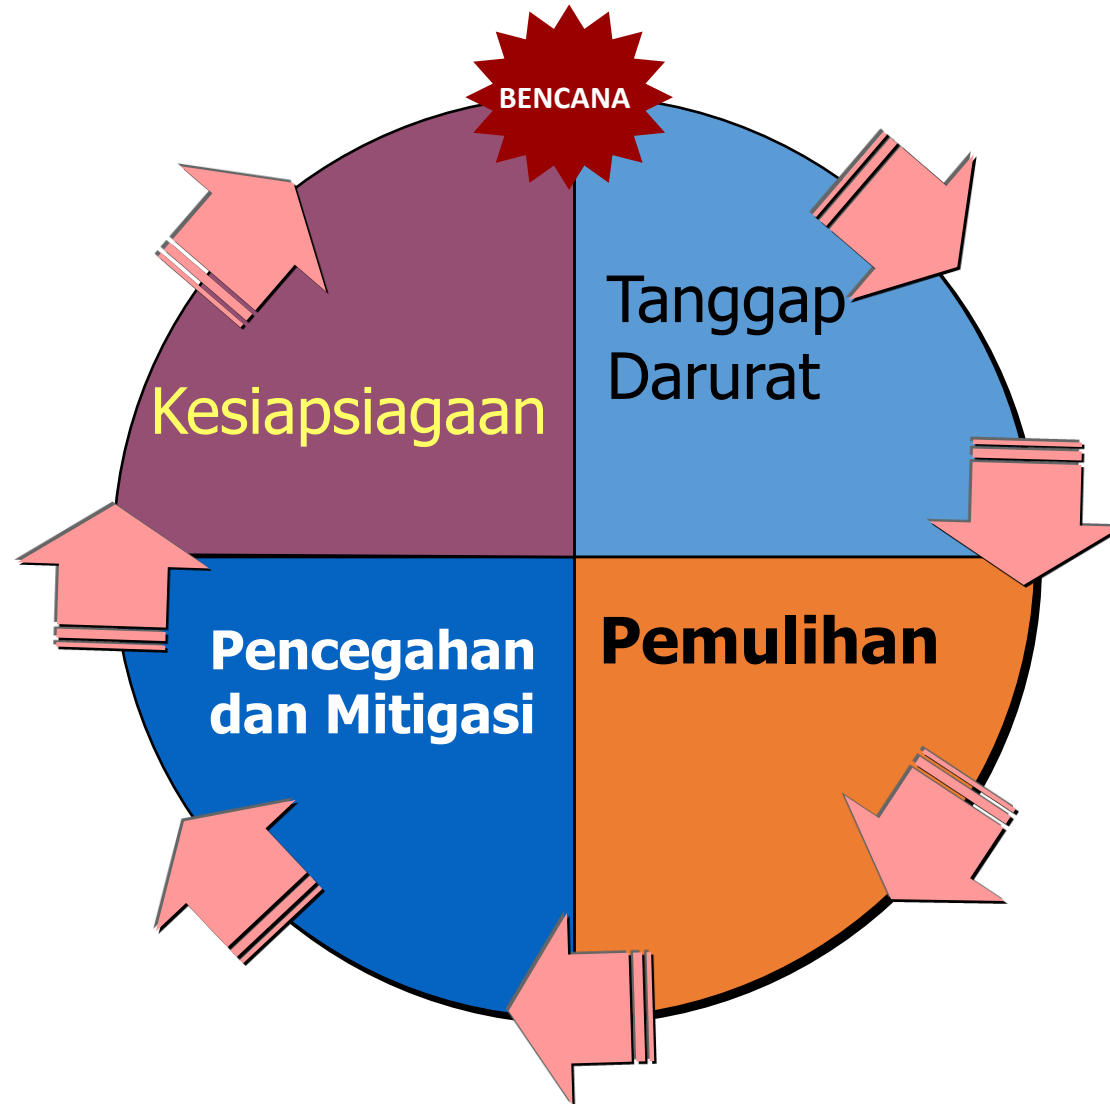 BENCANA
Tanggap
Darurat
Kesiapsiagaan
Pemulihan
Pencegahan
dan Mitigasi